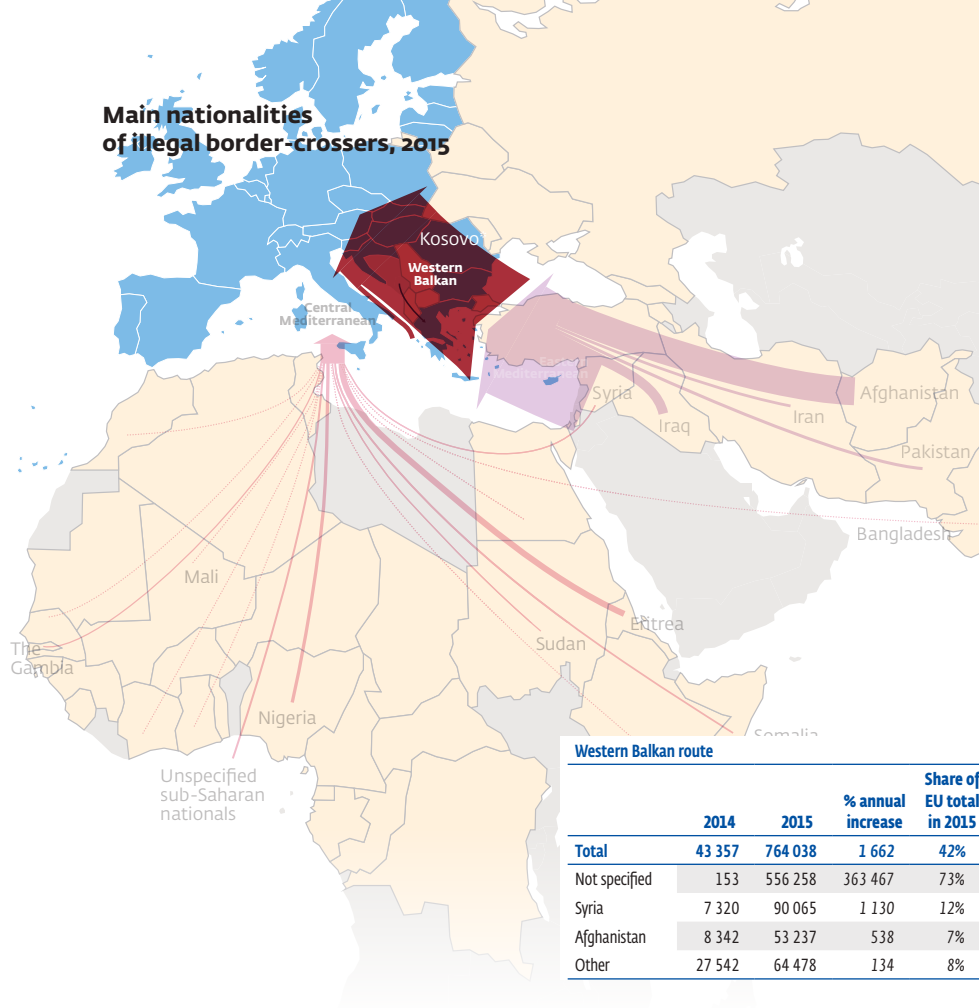 Main nationalities
of illegal border-crossers, 2015
Kosovo
Western
Balkan
Central
Mediterranean
Eastern
Mediterranean
Syria
Afghanistan
Iran
Iraq
Pakistan
Bangladesh
Mali
Eritrea
The
Gambia
Sudan
Nigeria
Somalia
Unspecified
sub-Saharan
nationals
Western Balkan route
2014 2015 % annual increase Share of EU total in 2015
Total 43 357 764 038 1 662 42%
Not specified 153 556 258 363 467 73%
Syria 7 320 90 065 1 130 12%
Afghanistan 8 342 53 237 538 7%
Other 27 542 64 478 134 8%